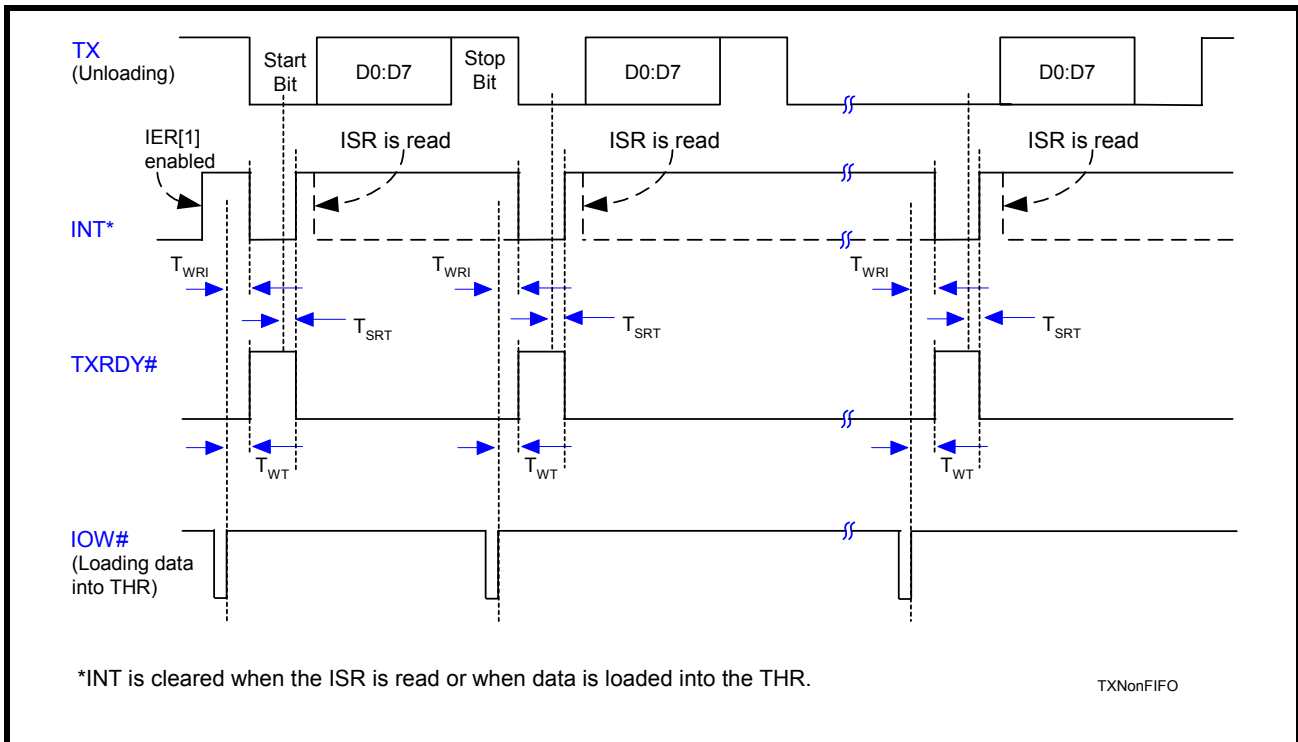 TX
(Unloading)
Start
Bit
D0:D7
Stop
Bit
D0:D7
D0:D7
IER[1]
enabled
ISR is read
ISR is read
ISR is read
INT*
TWRI
TWRI
TWRI
TSRT
TSRT
TSRT
TXRDY#
TWT
TWT
TWT
IOW#
(Loading data
into THR)
*INT is cleared when the ISR is read or when data is loaded into the THR.
TXNonFIFO